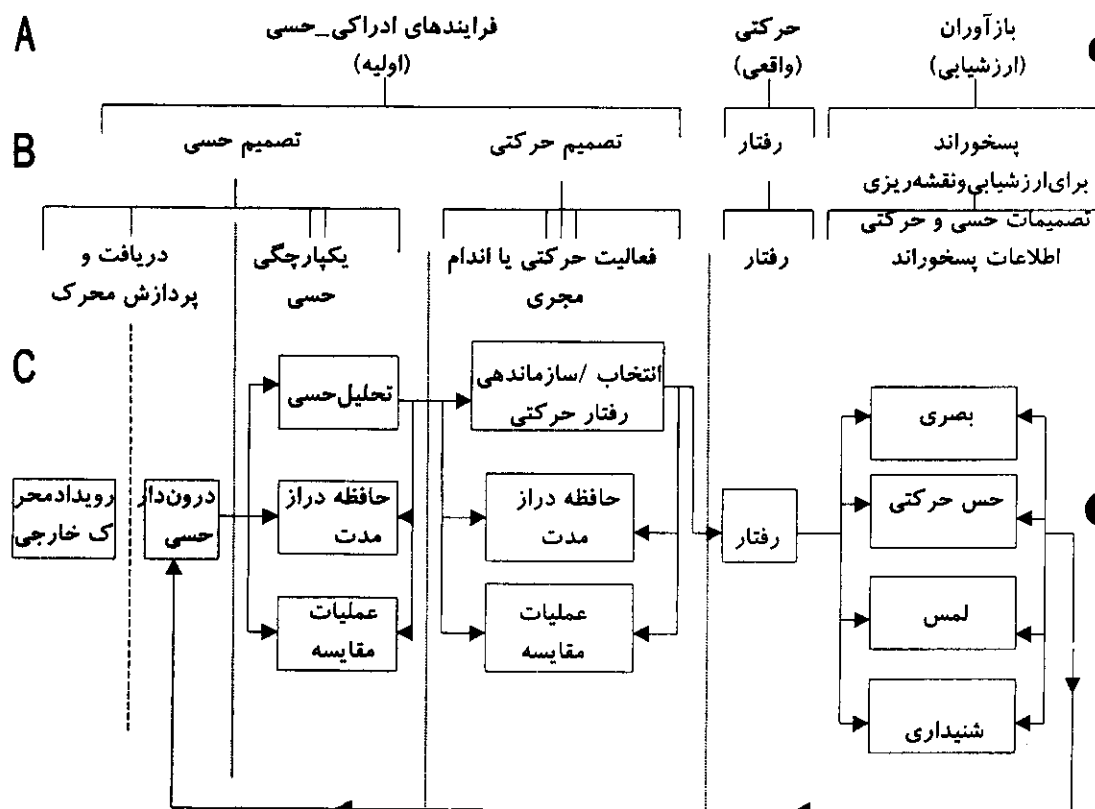 A
فرایندهای ادراکی_حسی
(اولیه)
حرکتی
(واقعی)
بازآوران
(ارزشیابی)
B
تصمیم حسی
تصمیم حرکتی
رفتار
پسخوراند
برای‌ارزشیابی‌ونقشه‌ریزی
تصمیمات حسی و حرکتی
دریافت و
پردازش محرک
یکپارچگی
حسی
فعالیت حرکتی یا اندام
مجری
رفتار
اطلاعات پسخوراند
C
رویدادمحر
ک خارجی
درون‌دار
حسی
تحلیل‌حسی
حافظه دراز
مدت
عملیات
مقایسه
انتخاب /سازماندهی
رفتار حرکتی
حافظه دراز
مدت
عملیات
مقایسه
رفتار
بصری
حس حرکتی
لمس
شنیداری